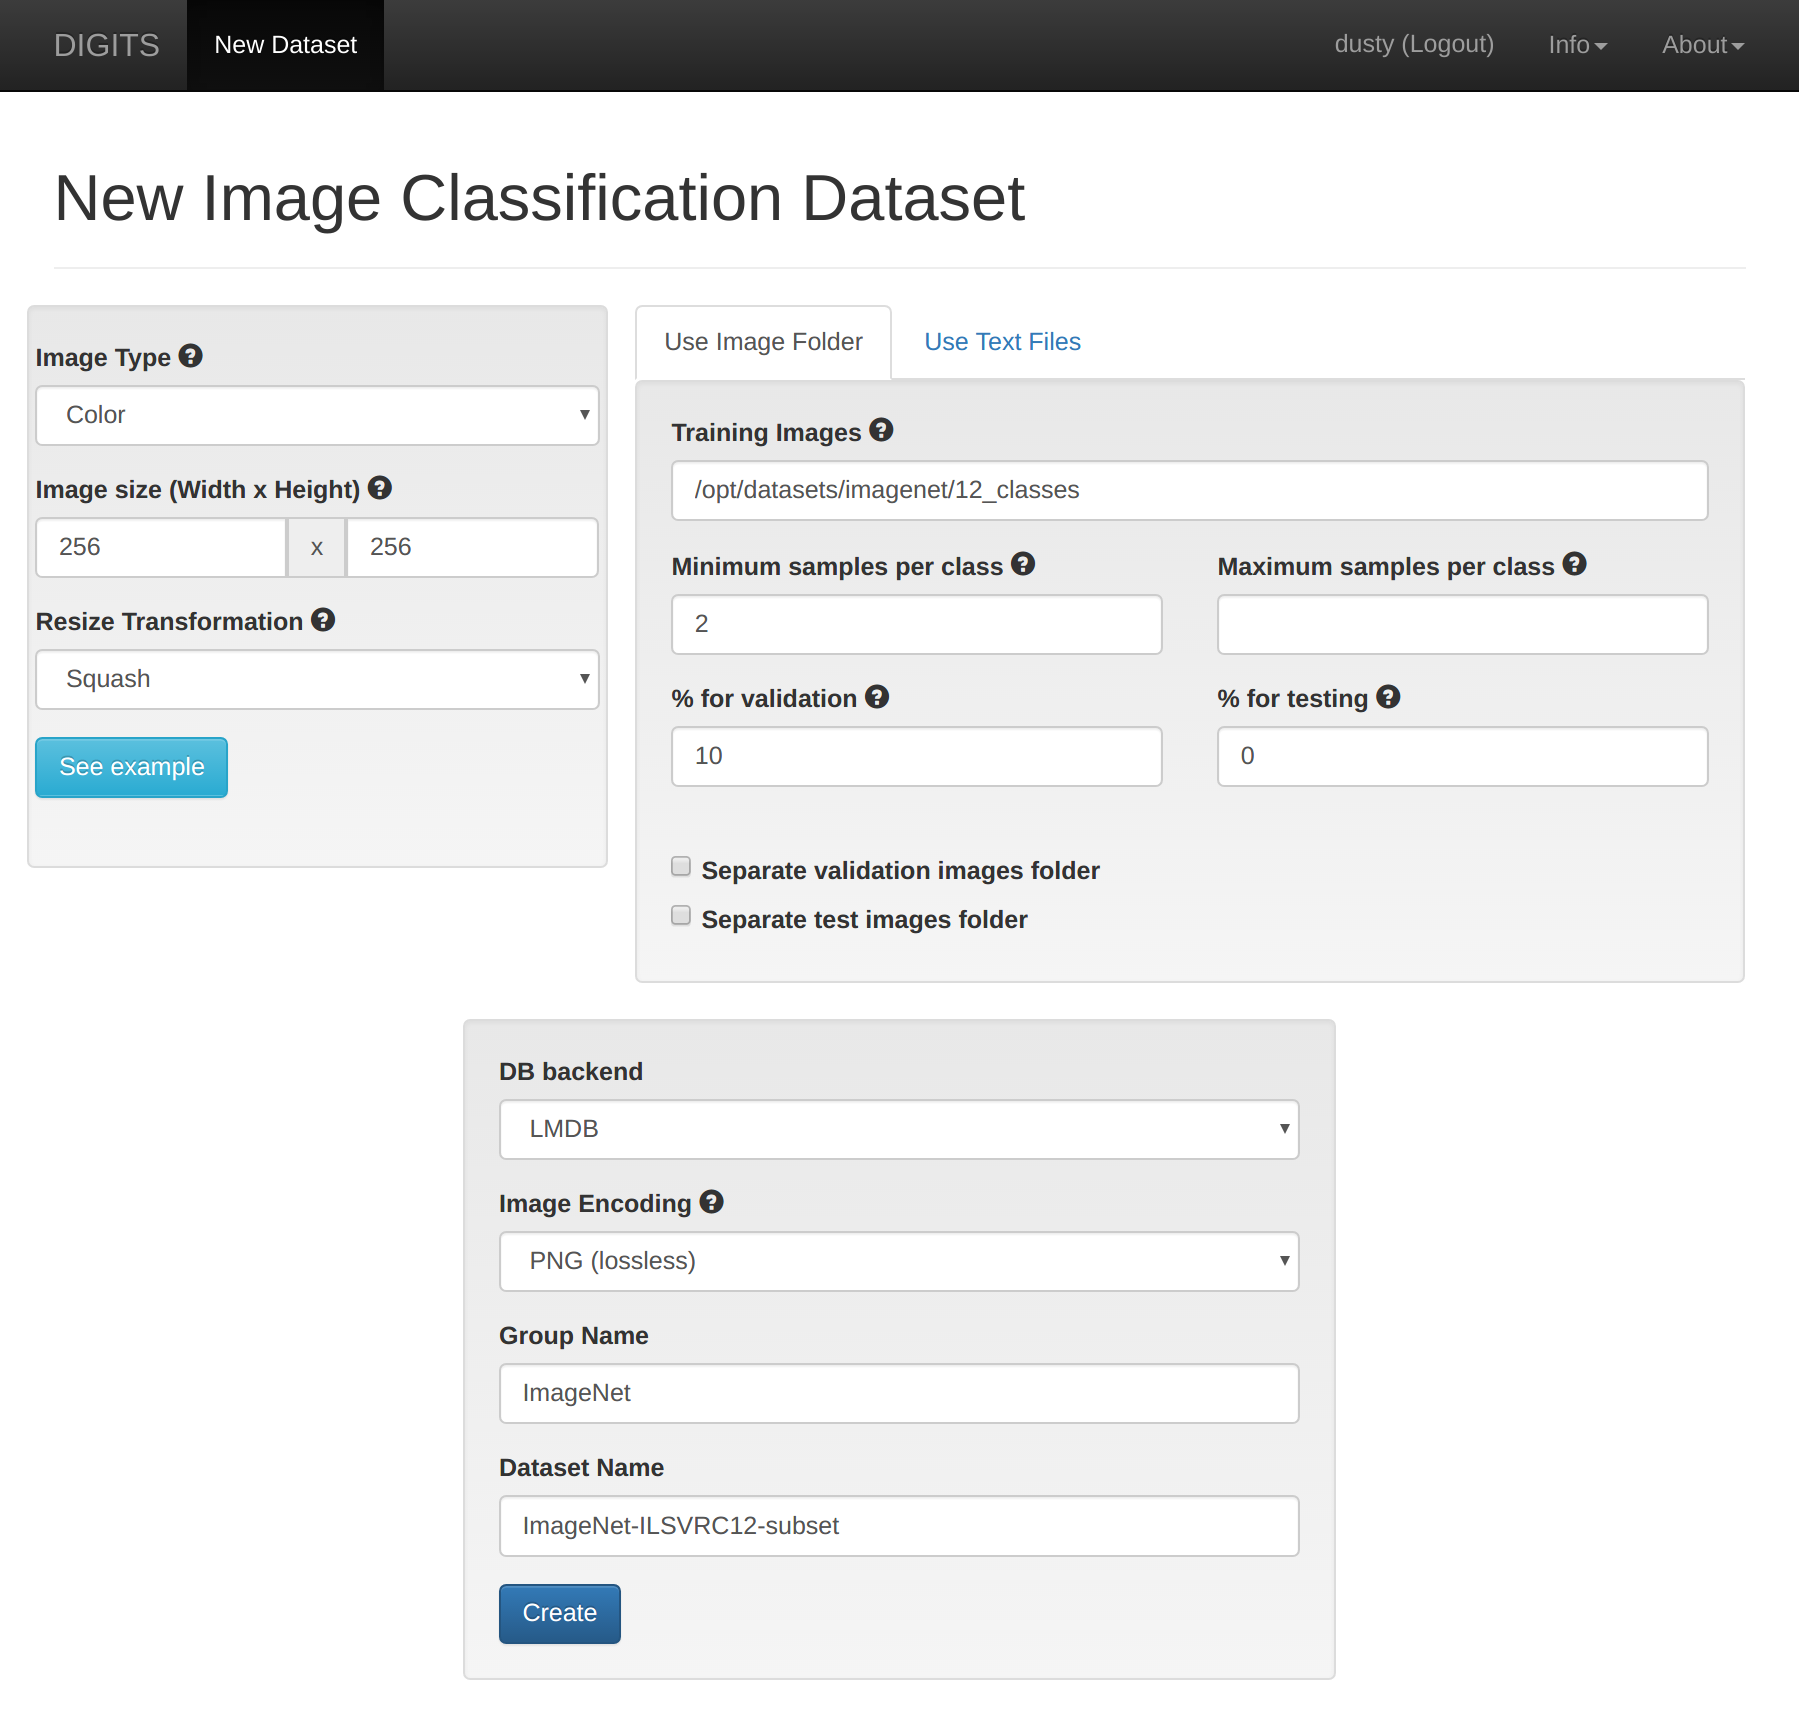 DIGITS New Dataset dusty (Logout) Info About
New Image Classification Dataset
Image Type
Color
Image size (Width x Height)
256 x 256
Resize Transformation
Squash
See example
Use Image Folder Use Text Files
Training Images
/opt/datasets/imagenet/12_classes
Minimum samples per class Maximum samples per class
2
% for validation % for testing
10 0
Separate validation images folder
Separate test images folder
DB backend
LMDB
Image Encoding
PNG (lossless)
Group Name
ImageNet
Dataset Name
ImageNet-ILSVRC12-subset
Create